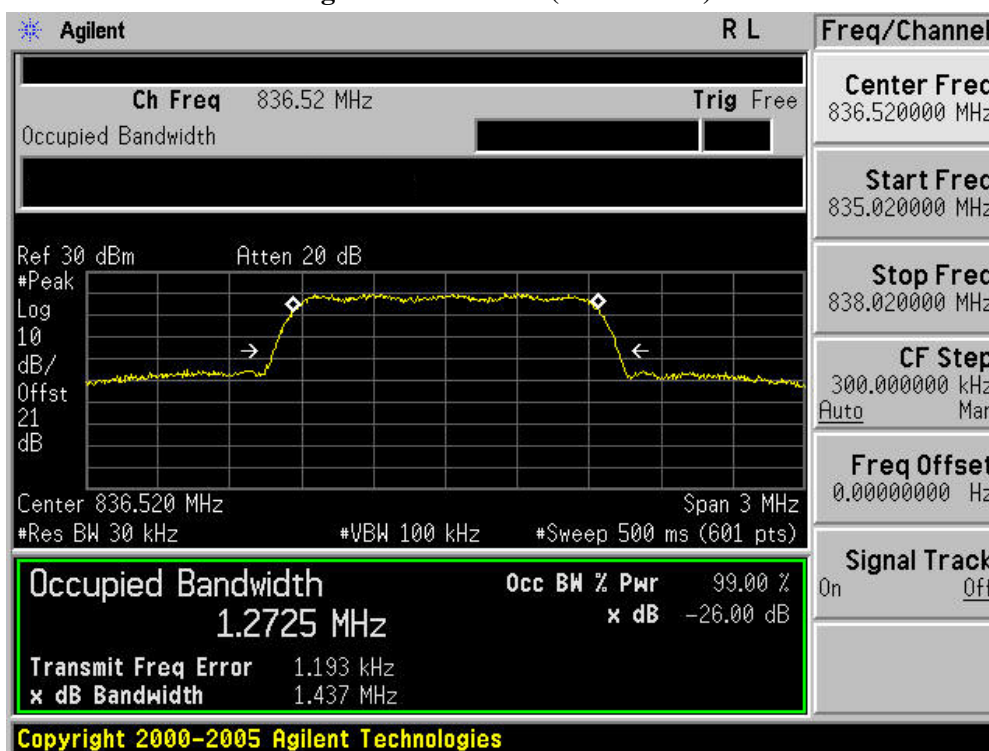 Agilent R L
Ch Freq 836.52 MHz Trig Free
Occupied Bandwidth
Ref 30 dBm Atten 20 dB
#Peak
Log
10
dB/
Offst
21
dB
Center 836.520 MHz Span 3 MHz
#Res BW 30 kHz #VBW 100 kHz #Sweep 500 ms (601 pts)
Occupied Bandwidth Occ BW % Pwr 99.00 %
1.2725 MHz x dB -26.00 dB
Transmit Freq Error 1.193 kHz
x dB Bandwidth 1.437 MHz
Copyright 2000-2005 Agilent Technologies
Freq/Channel
Center Freq
836.520000 MHz
Start Freq
835.020000 MHz
Stop Freq
838.020000 MHz
CF Step
300.000000 kHz
Auto Man
Freq Offset
0.00000000 Hz
Signal Track
On Off